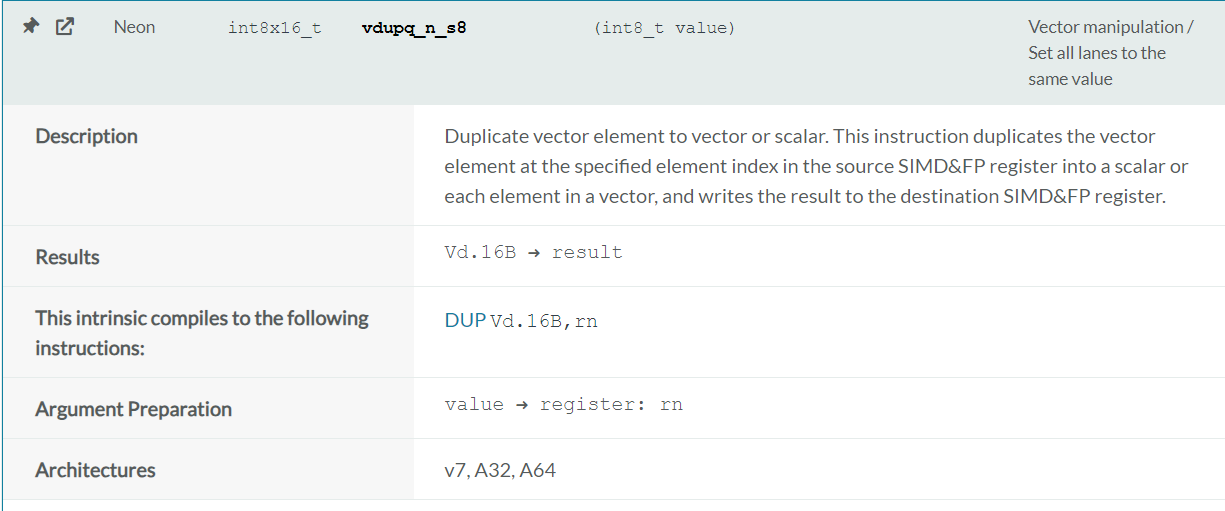 Neon int8x16_t vdupq_n_s8 (int8_t value) Vector manipulation /
Set all lanes to the
same value
Description
Duplicate vector element to vector or scalar. This instruction duplicates the vector
element at the specified element index in the source SIMD&FP register into a scalar or
each element in a vector, and writes the result to the destination SIMD&FP register.
Results
Vd.16B → result
This intrinsic compiles to the following
instructions:
DUP Vd.16B,rn
Argument Preparation
value → register: rn
Architectures
v7, A32, A64